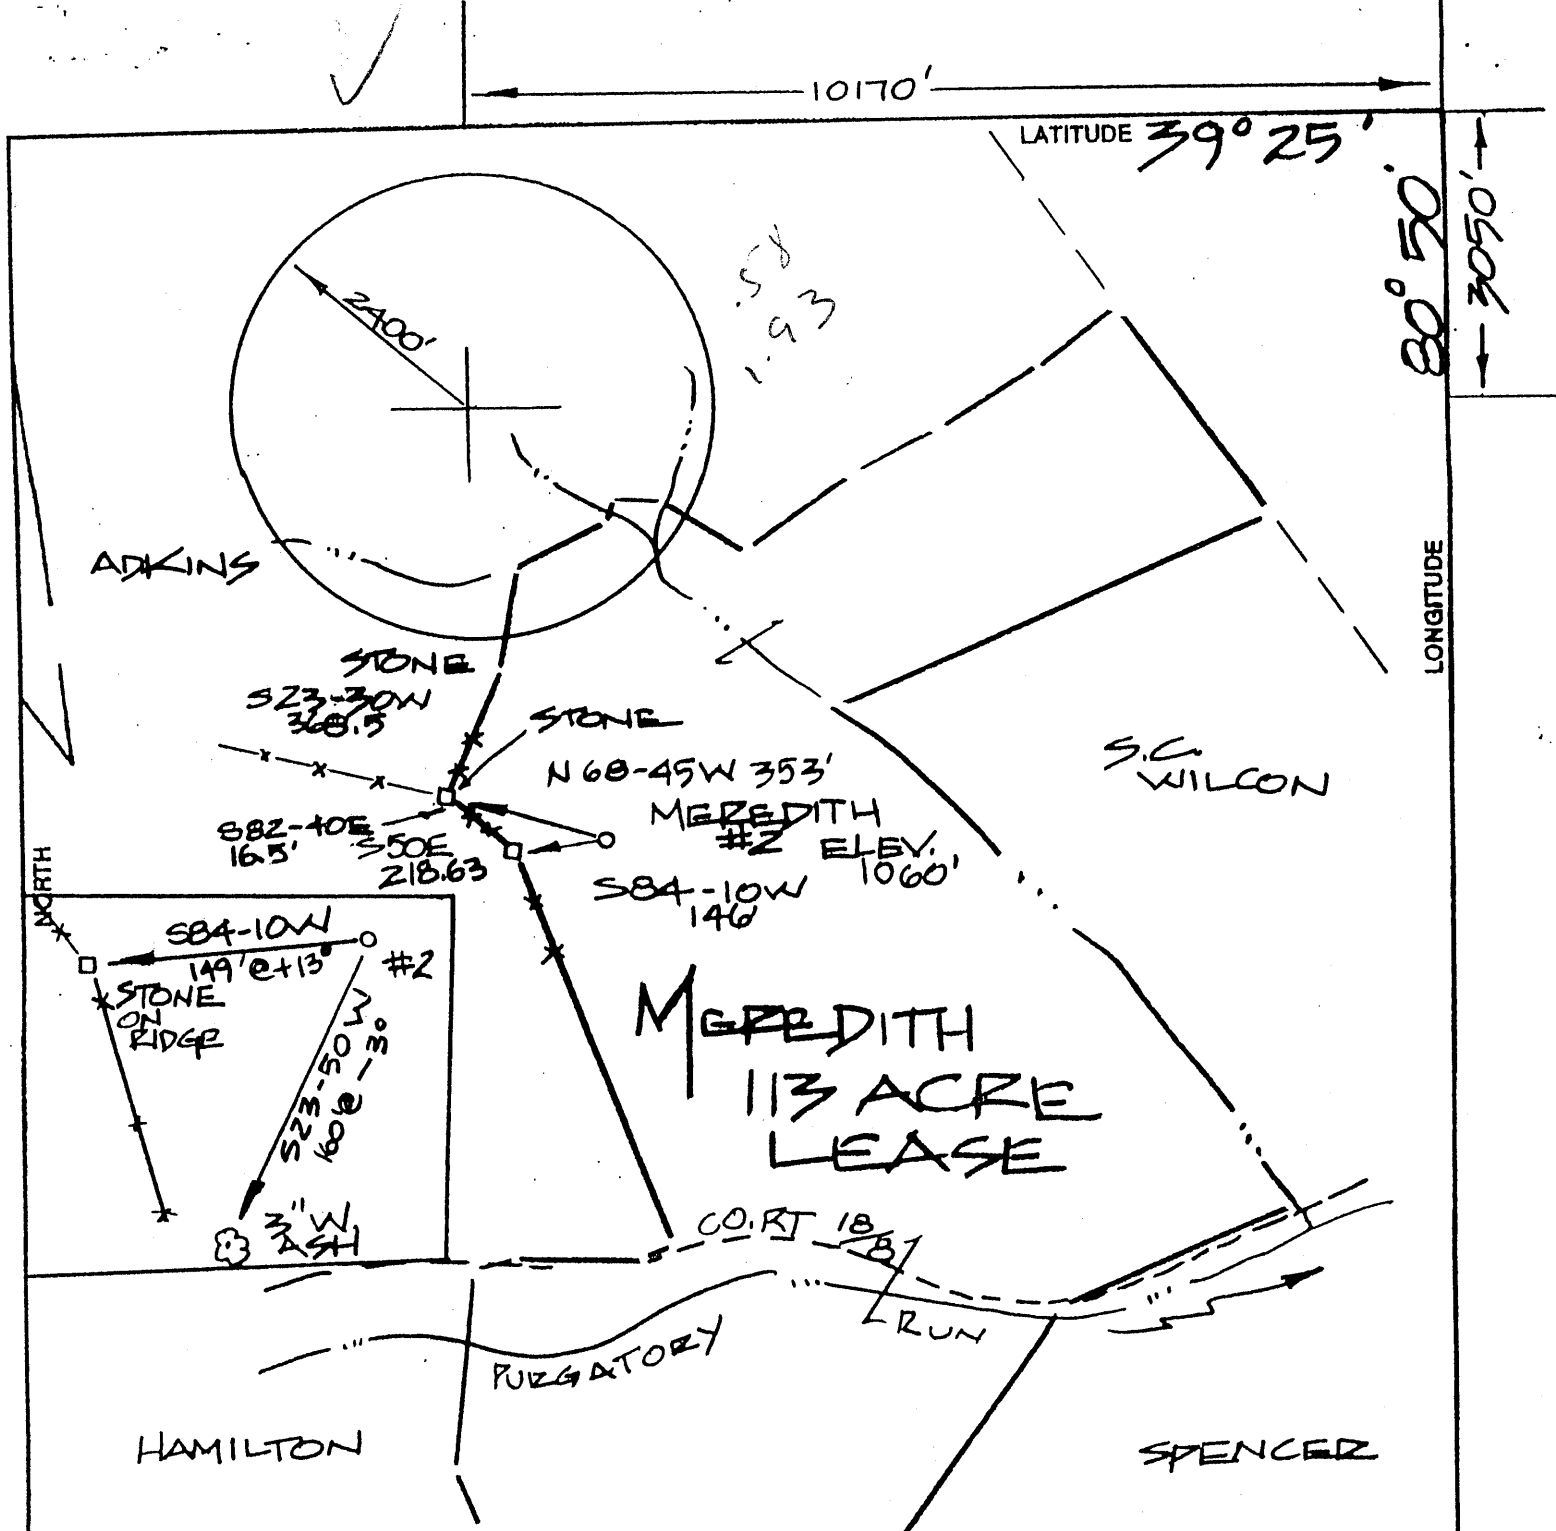 10170'
LATITUDE 39° 25'
80° 50'
3050'
LONGITUDE
2400'
.58
1.93
ADKINS
STONE
S23-30W
368.5
STONE
N68-45W 353'
MEREDITH
#2 ELEV.
1060'
S82-40E
16.5'
S50E
218.63
S84-10W
146'
S.C.
WILCON
NORTH
S84-10W
149' @ +13°
#2
STONE
ON
RIDGE
S23-50W
160' @ -3°
3" W.
ASH
MEREDITH
113 ACRE
LEASE
CO. RT 18/8
PURGATORY RUN
HAMILTON
SPENCER